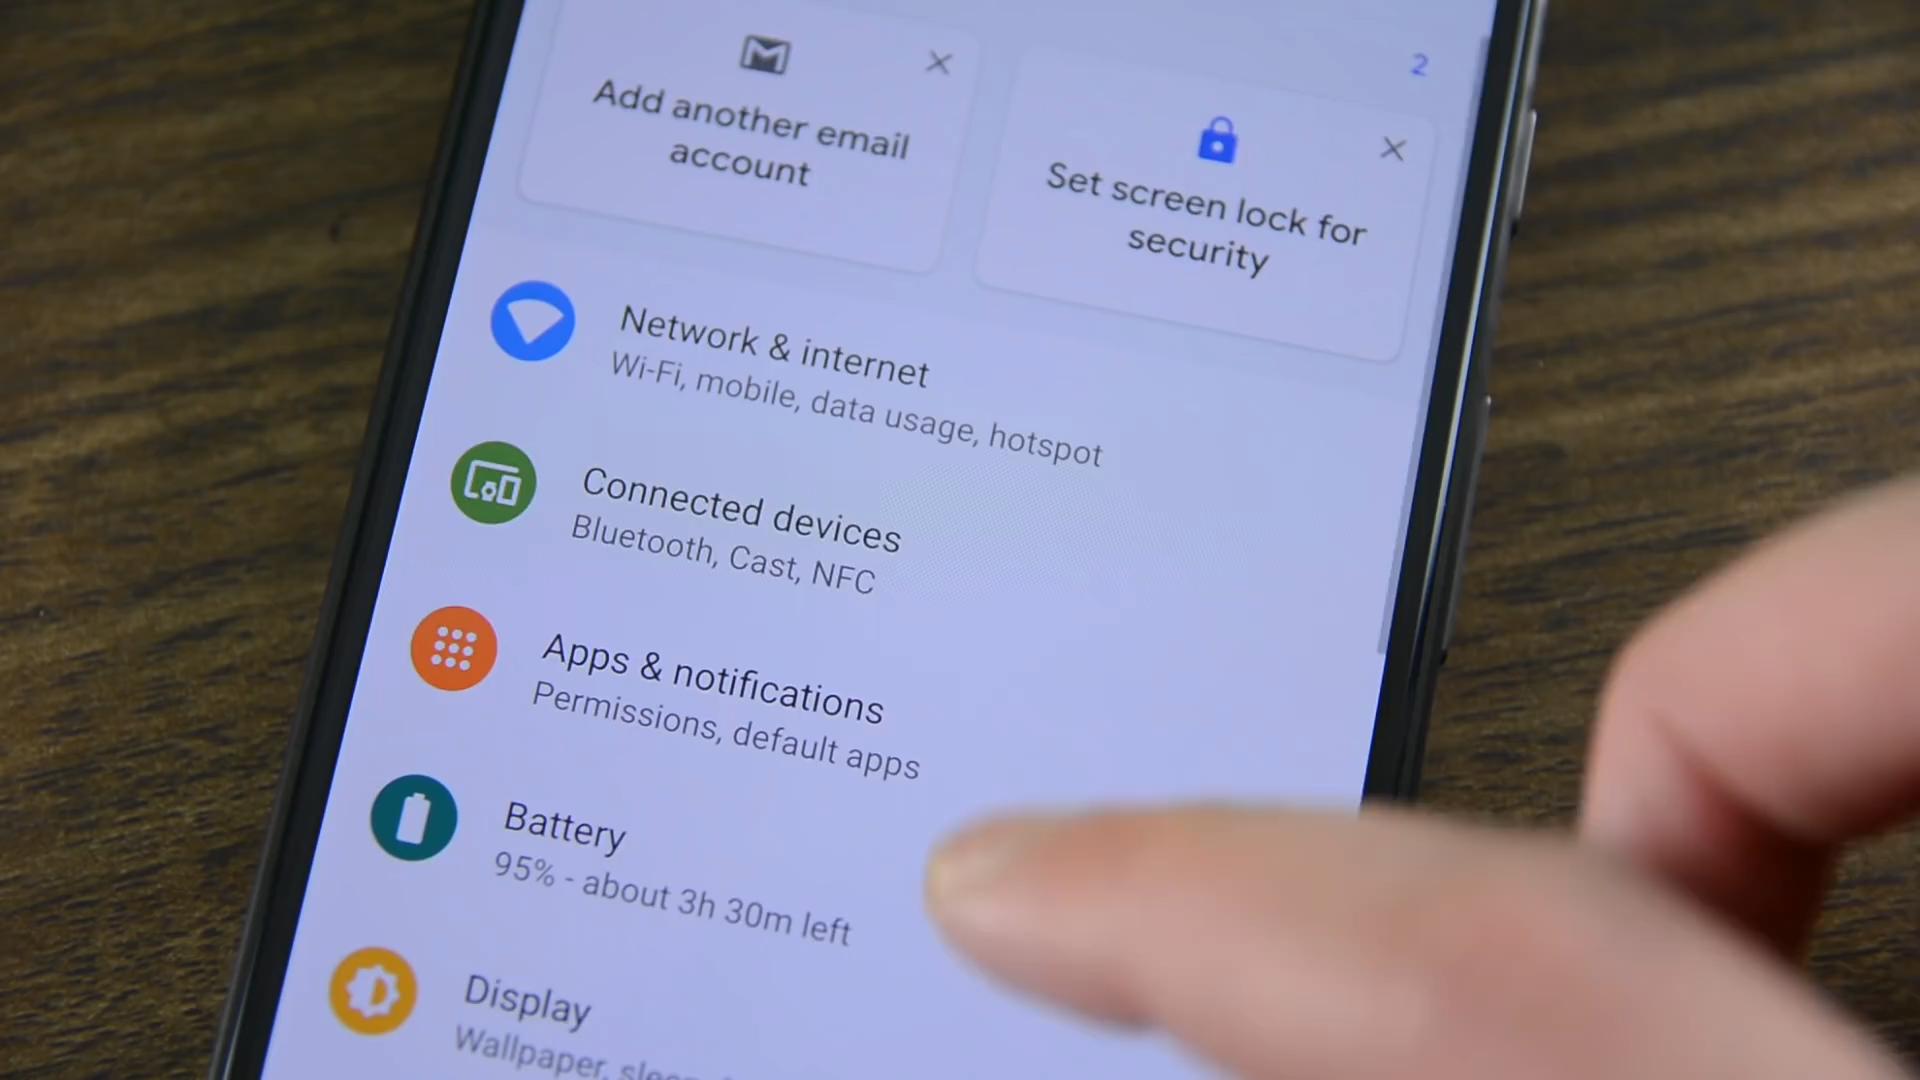 2
Add another email
account
Set screen lock for
security
Network & internet
Wi-Fi, mobile, data usage, hotspot
Connected devices
Bluetooth, Cast, NFC
Apps & notifications
Permissions, default apps
Battery
95% - about 3h 30m left
Display
Wallpaper,